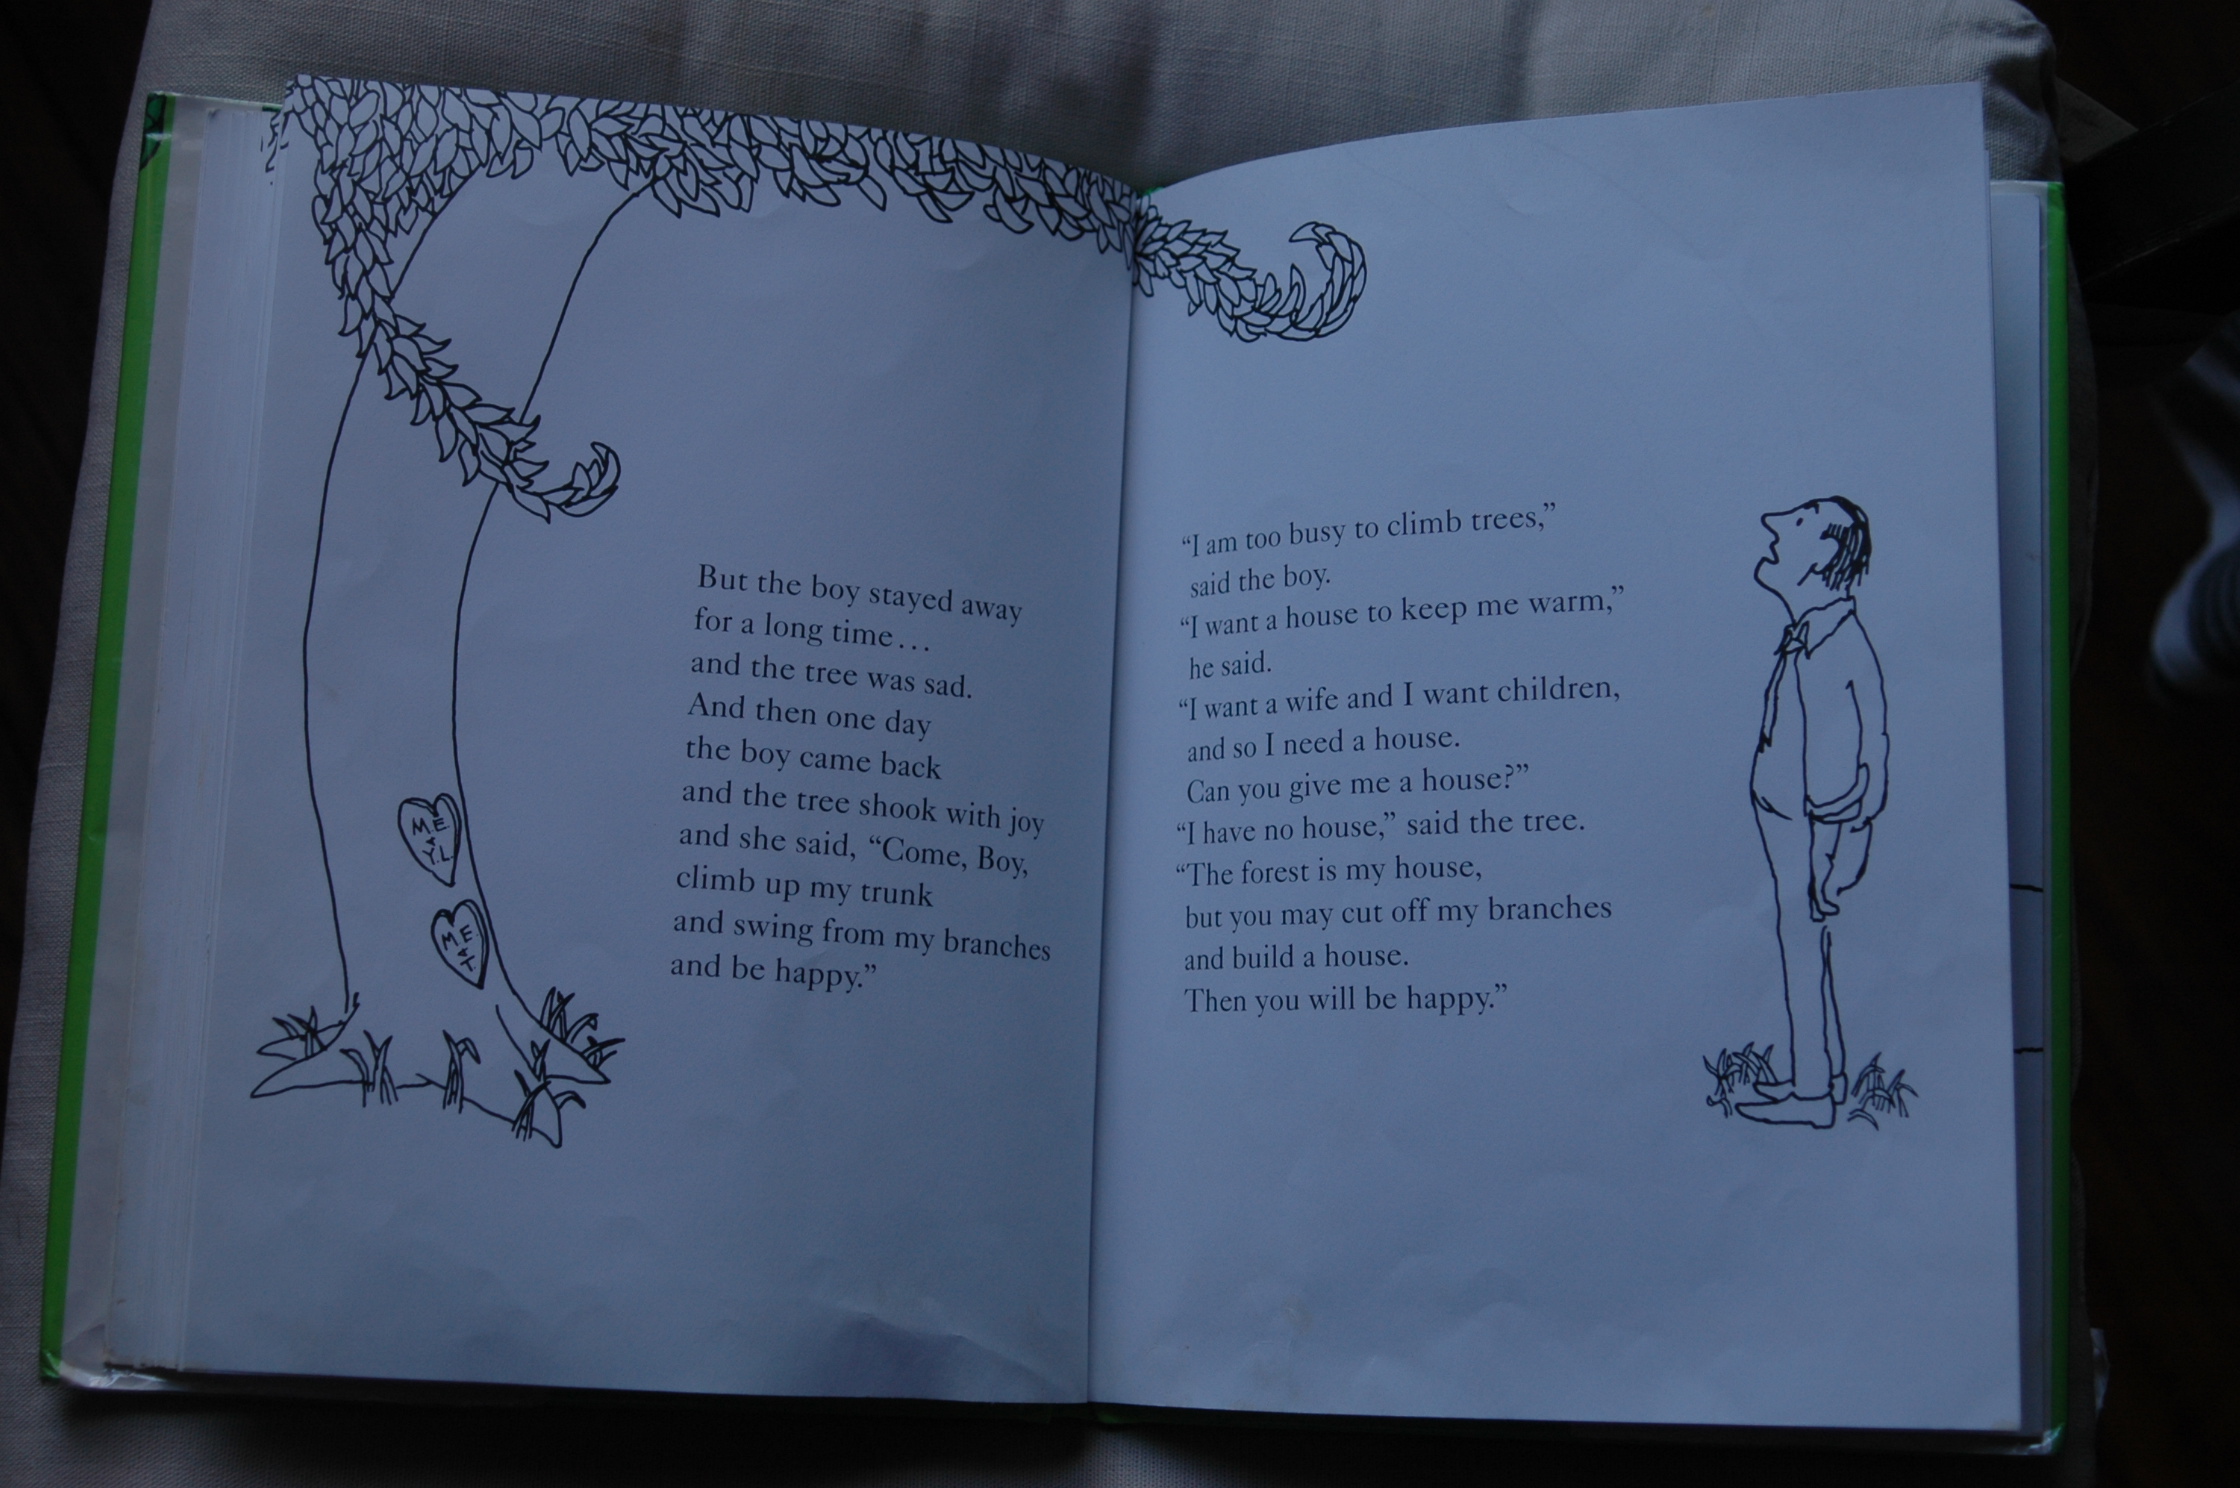 ME
+
Y.L
ME
+
T
But the boy stayed away
for a long time...
and the tree was sad.
And then one day
the boy came back
and the tree shook with joy
and she said, “Come, Boy,
climb up my trunk
and swing from my branches
and be happy.”
“I am too busy to climb trees,”
said the boy.
“I want a house to keep me warm,”
he said.
“I want a wife and I want children,
and so I need a house.
Can you give me a house?”
“I have no house,” said the tree.
“The forest is my house,
but you may cut off my branches
and build a house.
Then you will be happy.”